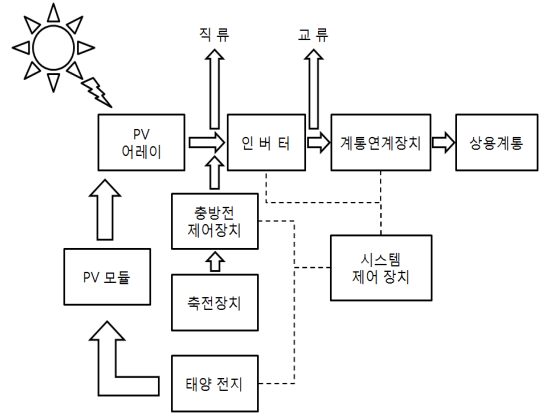 직 류
교 류
PV
어레이
인 버 터
계통연계장치
상용계통
충방전
제어장치
PV 모듈
시스템
제어 장치
축전장치
태양 전지